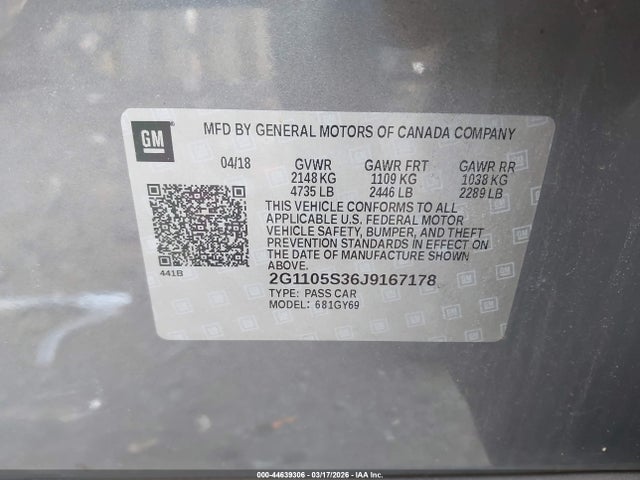 GM
MFD BY GENERAL MOTORS OF CANADA COMPANY
04/18 GVWR GAWR FRT GAWR RR
2148 KG 1109 KG 1038 KG
4735 LB 2446 LB 2289 LB
THIS VEHICLE CONFORMS TO ALL
APPLICABLE U.S. FEDERAL MOTOR
VEHICLE SAFETY, BUMPER, AND THEFT
PREVENTION STANDARDS IN EFFECT ON
THE DATE OF MANUFACTURE SHOWN
ABOVE.
441B
2G1105S36J9167178
TYPE: PASS CAR
MODEL: 681GY69
000-44639306 - 03/17/2026 - IAA Inc.